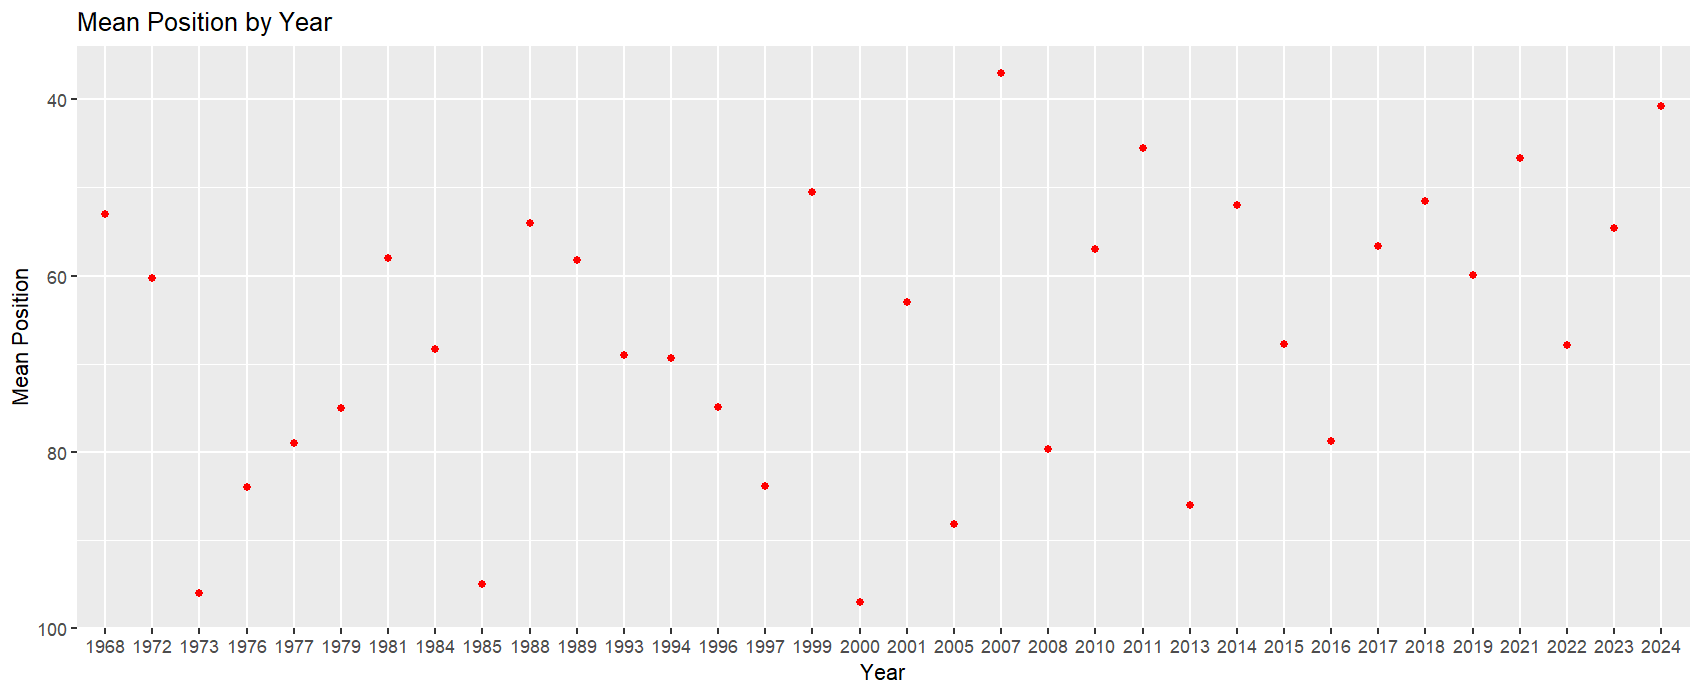 Mean Position by Year
Mean Position
40
60
80
100
1968 1972 1973 1976 1977 1979 1981 1984 1985 1988 1989 1993 1994 1996 1997 1999 2000 2001 2005 2007 2008 2010 2011 2013 2014 2015 2016 2017 2018 2019 2021 2022 2023 2024
Year